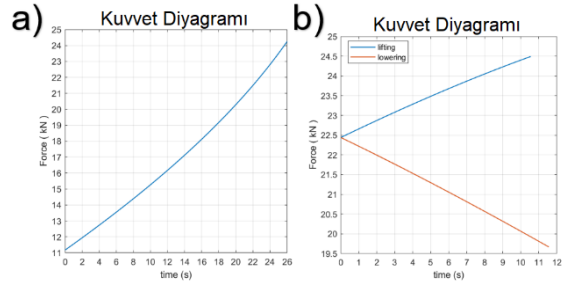 a)
Kuvvet Diyagramı
25
24
23
22
21
20
19
18
17
16
15
14
13
12
11
Force ( kN )
0 2 4 6 8 10 12 14 16 18 20 22 24 26
time (s)
b)
Kuvvet Diyagramı
lifting
lowering
25
24.5
24
23.5
23
22.5
22
21.5
21
20.5
20
19.5
Force ( kN )
0 1 2 3 4 5 6 7 8 9 10 11 12
time (s)